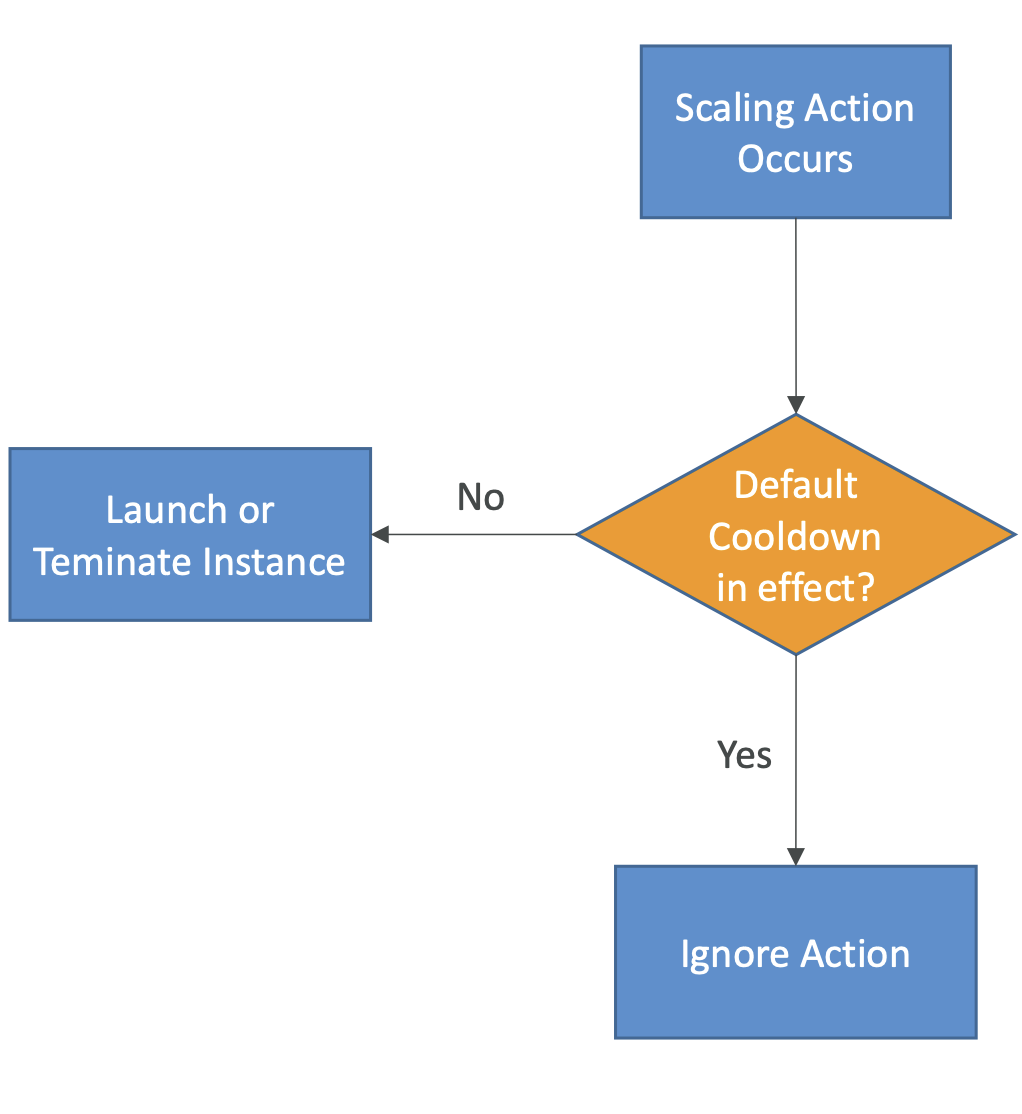 Scaling Action
Occurs
Default
Cooldown
in effect?
No
Launch or
Teminate Instance
Yes
Ignore Action